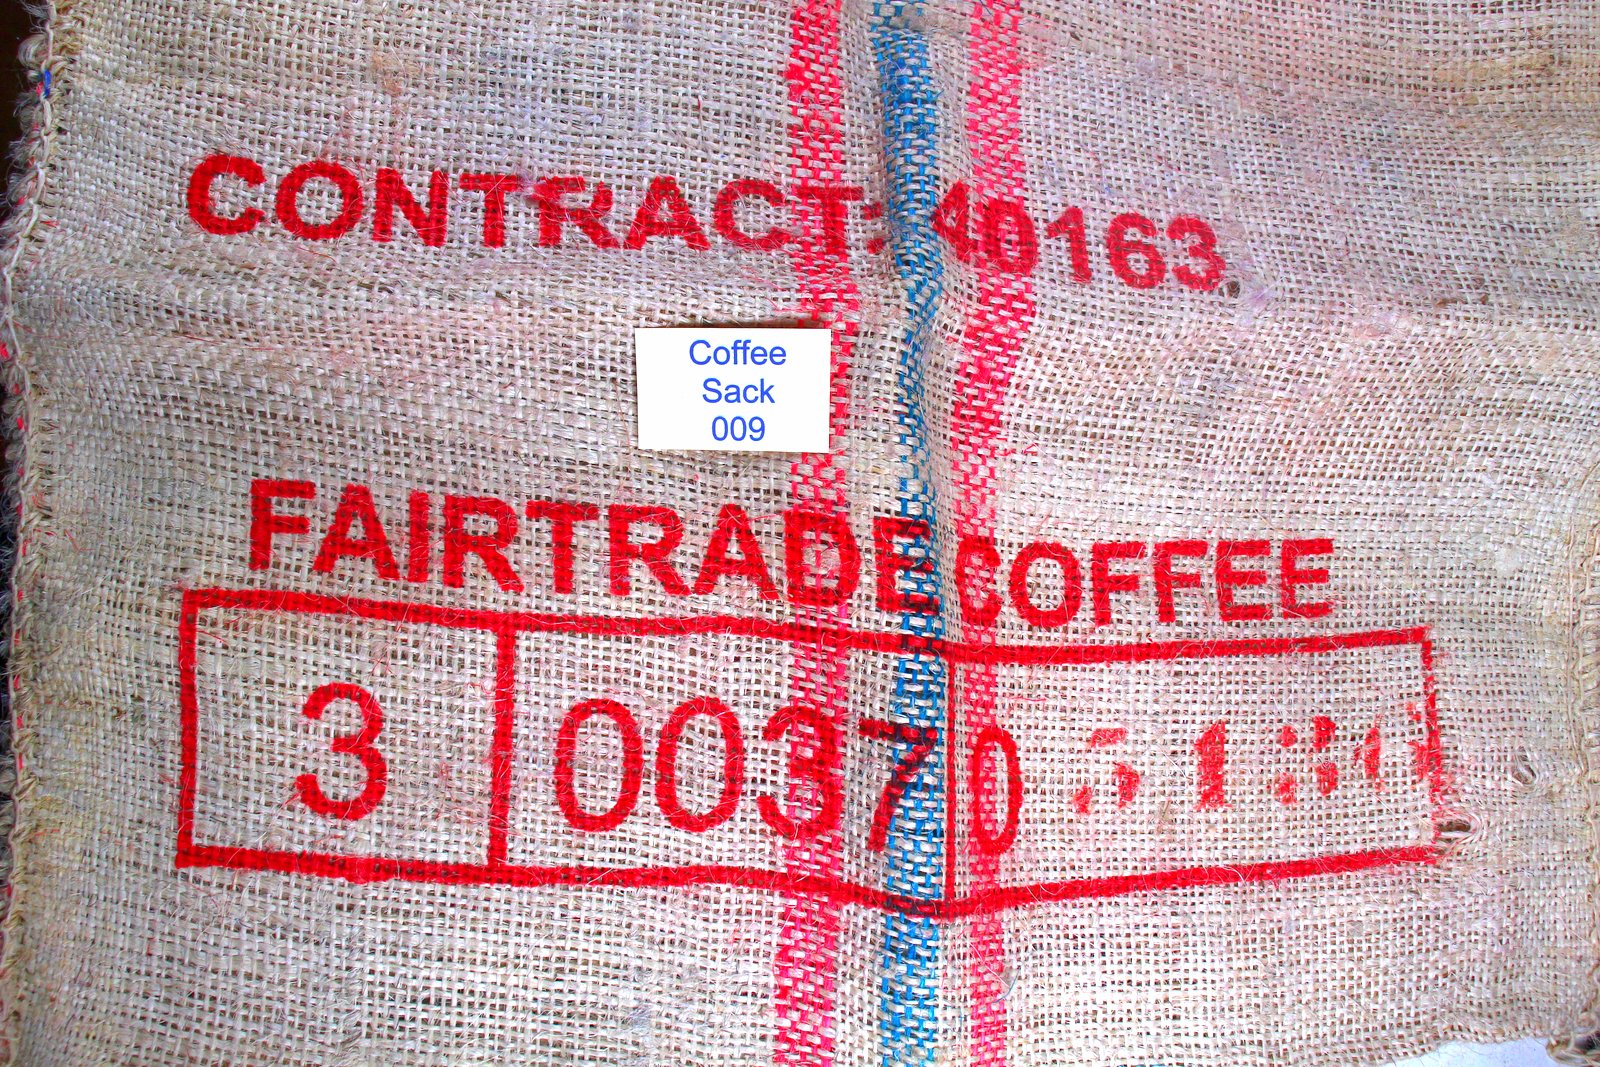 CONTRACT: 40163
Coffee
Sack
009
FAIRTRADE COFFEE
3 0037 0